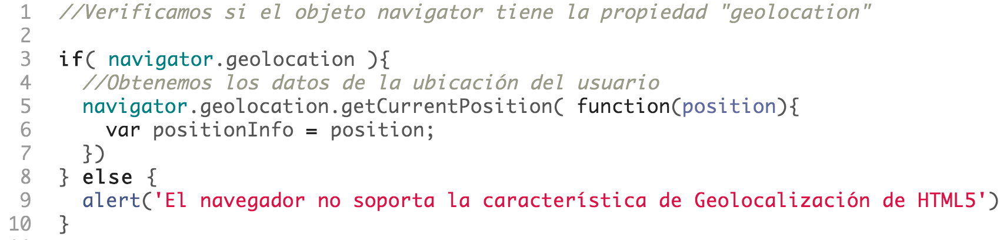 1 //Verificamos si el objeto navigator tiene la propiedad "geolocation"
2
3 if( navigator.geolocation ){
4 //Obtenemos los datos de la ubicación del usuario
5 navigator.geolocation.getCurrentPosition( function(position){
6 var positionInfo = position;
7 })
8 } else {
9 alert('El navegador no soporta la característica de Geolocalización de HTML5')
10 }